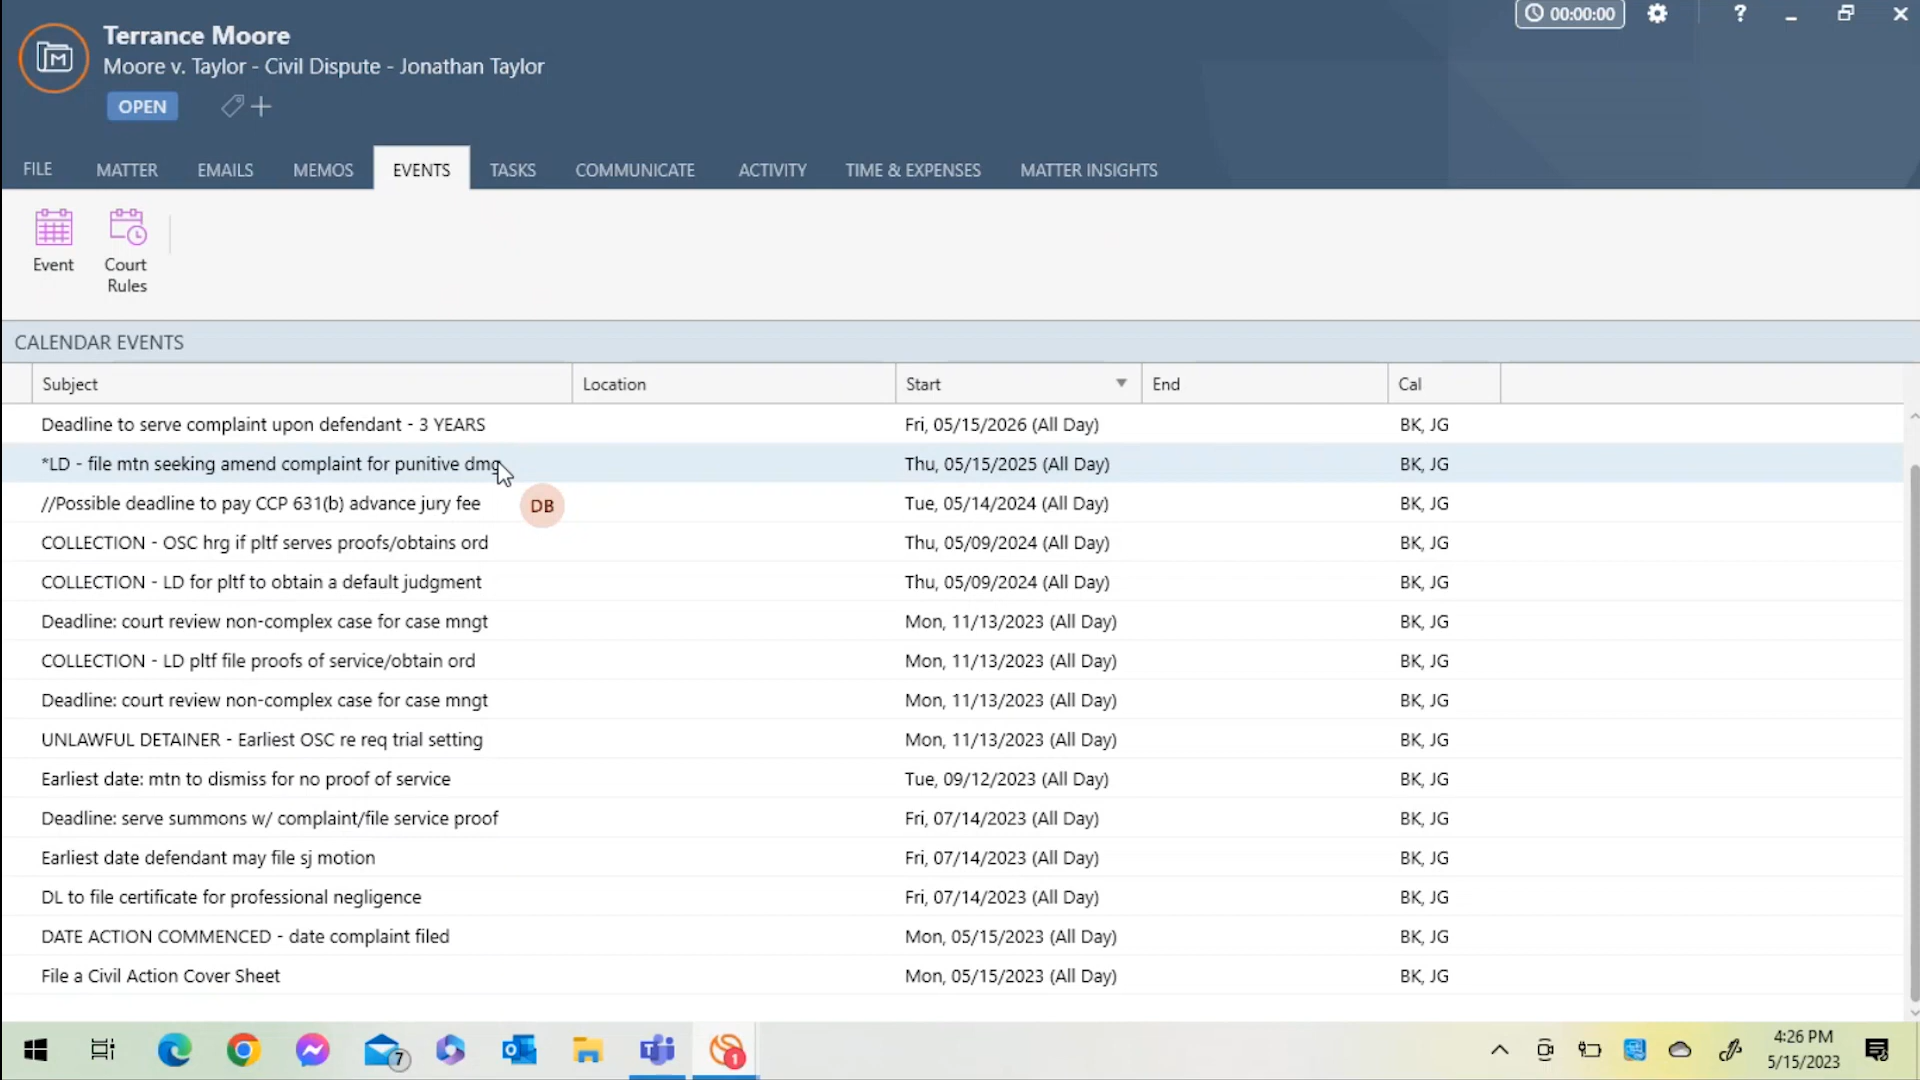 Terrance Moore
00:00:00
?
Moore v. Taylor - Civil Dispute - Jonathan Taylor
OPEN
FILE MATTER EMAILS MEMOS EVENTS TASKS COMMUNICATE ACTIVITY TIME & EXPENSES MATTER INSIGHTS
Event
Court
Rules
CALENDAR EVENTS
Subject Location Start End Cal
Deadline to serve complaint upon defendant - 3 YEARS Fri, 05/15/2026 (All Day) BK, JG
*LD - file mtn seeking amend complaint for punitive dmg Thu, 05/15/2025 (All Day) BK, JG
//Possible deadline to pay CCP 631(b) advance jury fee DB Tue, 05/14/2024 (All Day) BK, JG
COLLECTION - OSC hrg if pltf serves proofs/obtains ord Thu, 05/09/2024 (All Day) BK, JG
COLLECTION - LD for pltf to obtain a default judgment Thu, 05/09/2024 (All Day) BK, JG
Deadline: court review non-complex case for case mngt Mon, 11/13/2023 (All Day) BK, JG
COLLECTION - LD pltf file proofs of service/obtain ord Mon, 11/13/2023 (All Day) BK, JG
Deadline: court review non-complex case for case mngt Mon, 11/13/2023 (All Day) BK, JG
UNLAWFUL DETAINER - Earliest OSC re req trial setting Mon, 11/13/2023 (All Day) BK, JG
Earliest date: mtn to dismiss for no proof of service Tue, 09/12/2023 (All Day) BK, JG
Deadline: serve summons w/ complaint/file service proof Fri, 07/14/2023 (All Day) BK, JG
Earliest date defendant may file sj motion Fri, 07/14/2023 (All Day) BK, JG
DL to file certificate for professional negligence Fri, 07/14/2023 (All Day) BK, JG
DATE ACTION COMMENCED - date complaint filed Mon, 05/15/2023 (All Day) BK, JG
File a Civil Action Cover Sheet Mon, 05/15/2023 (All Day) BK, JG
7
1
4:26 PM
5/15/2023